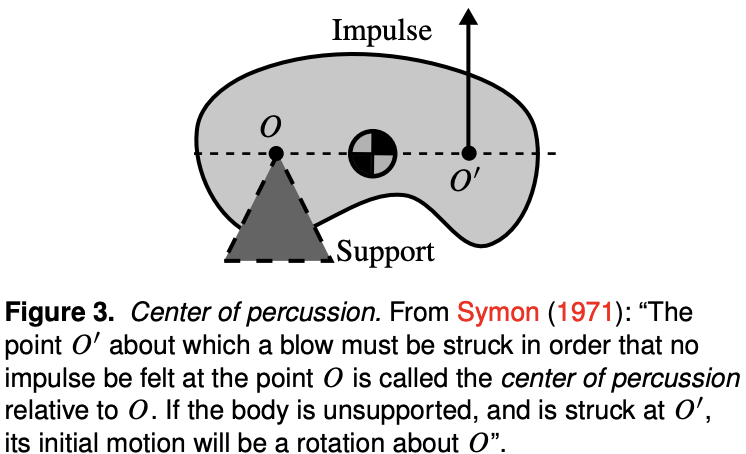 Impulse
O
O′
Support
Figure 3. Center of percussion. From Symon (1971): “The
point O′ about which a blow must be struck in order that no
impulse be felt at the point O is called the center of percussion
relative to O. If the body is unsupported, and is struck at O′,
its initial motion will be a rotation about O”.